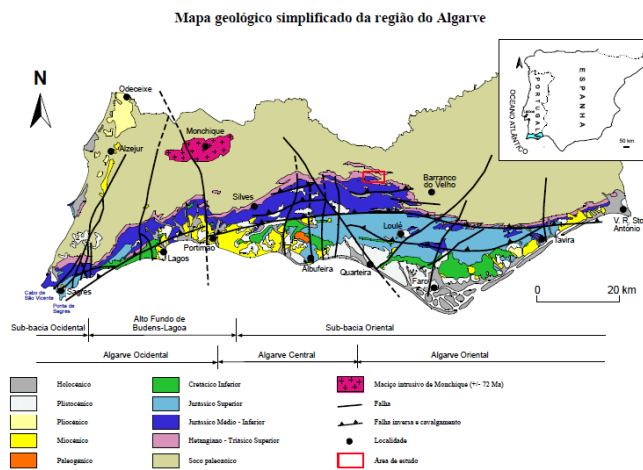 Mapa geológico simplificado da região do Algarve
N
Odeceixe
Monchique
Alzejur
Silves
Barranco
do Velho
Portimão
Loulé
V. R. Sto
António
Tavira
Lagos
Albufeira
Quarteira
Faro
Cabo de
São Vicente
Sagres
Ponta de
Sagres
ESPANHA
PORTUGAL
OCEANO ATLÂNTICO
50 km
0
20 km
Sub-bacia Ocidental
Alto Fundo de
Budens-Lagoa
Sub-bacia Oriental
Algarve Ocidental
Algarve Central
Algarve Oriental
Holocénico
Plistocénico
Pliocénico
Miocénico
Paleogénico
Cretácico Inferior
Jurássico Superior
Jurássico Médio - Inferior
Hetangiano - Triásico Superior
Soco paleozóico
Maciço intrusivo de Monchique (+/- 72 Ma)
Falha
Falha inversa e cavalgamento
Localidade
Área de estudo